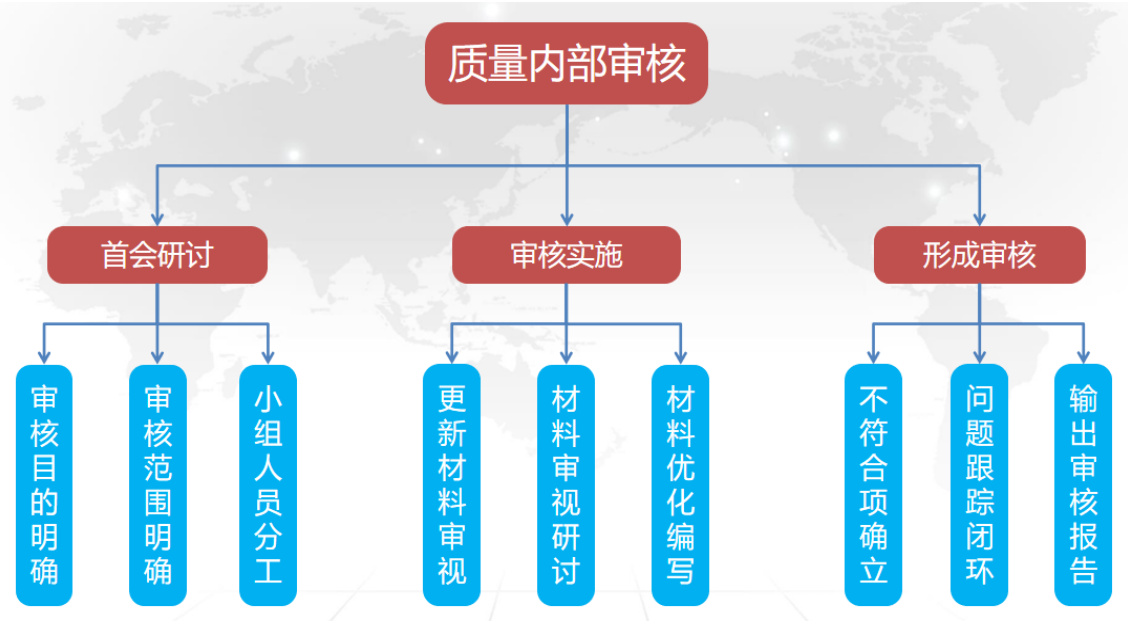 质量内部审核
首会研讨
审核实施
形成审核
审核目的明确
审核范围明确
小组人员分工
更新材料审视
材料审视研讨
材料优化编写
不符合项确立
问题跟踪闭环
输出审核报告